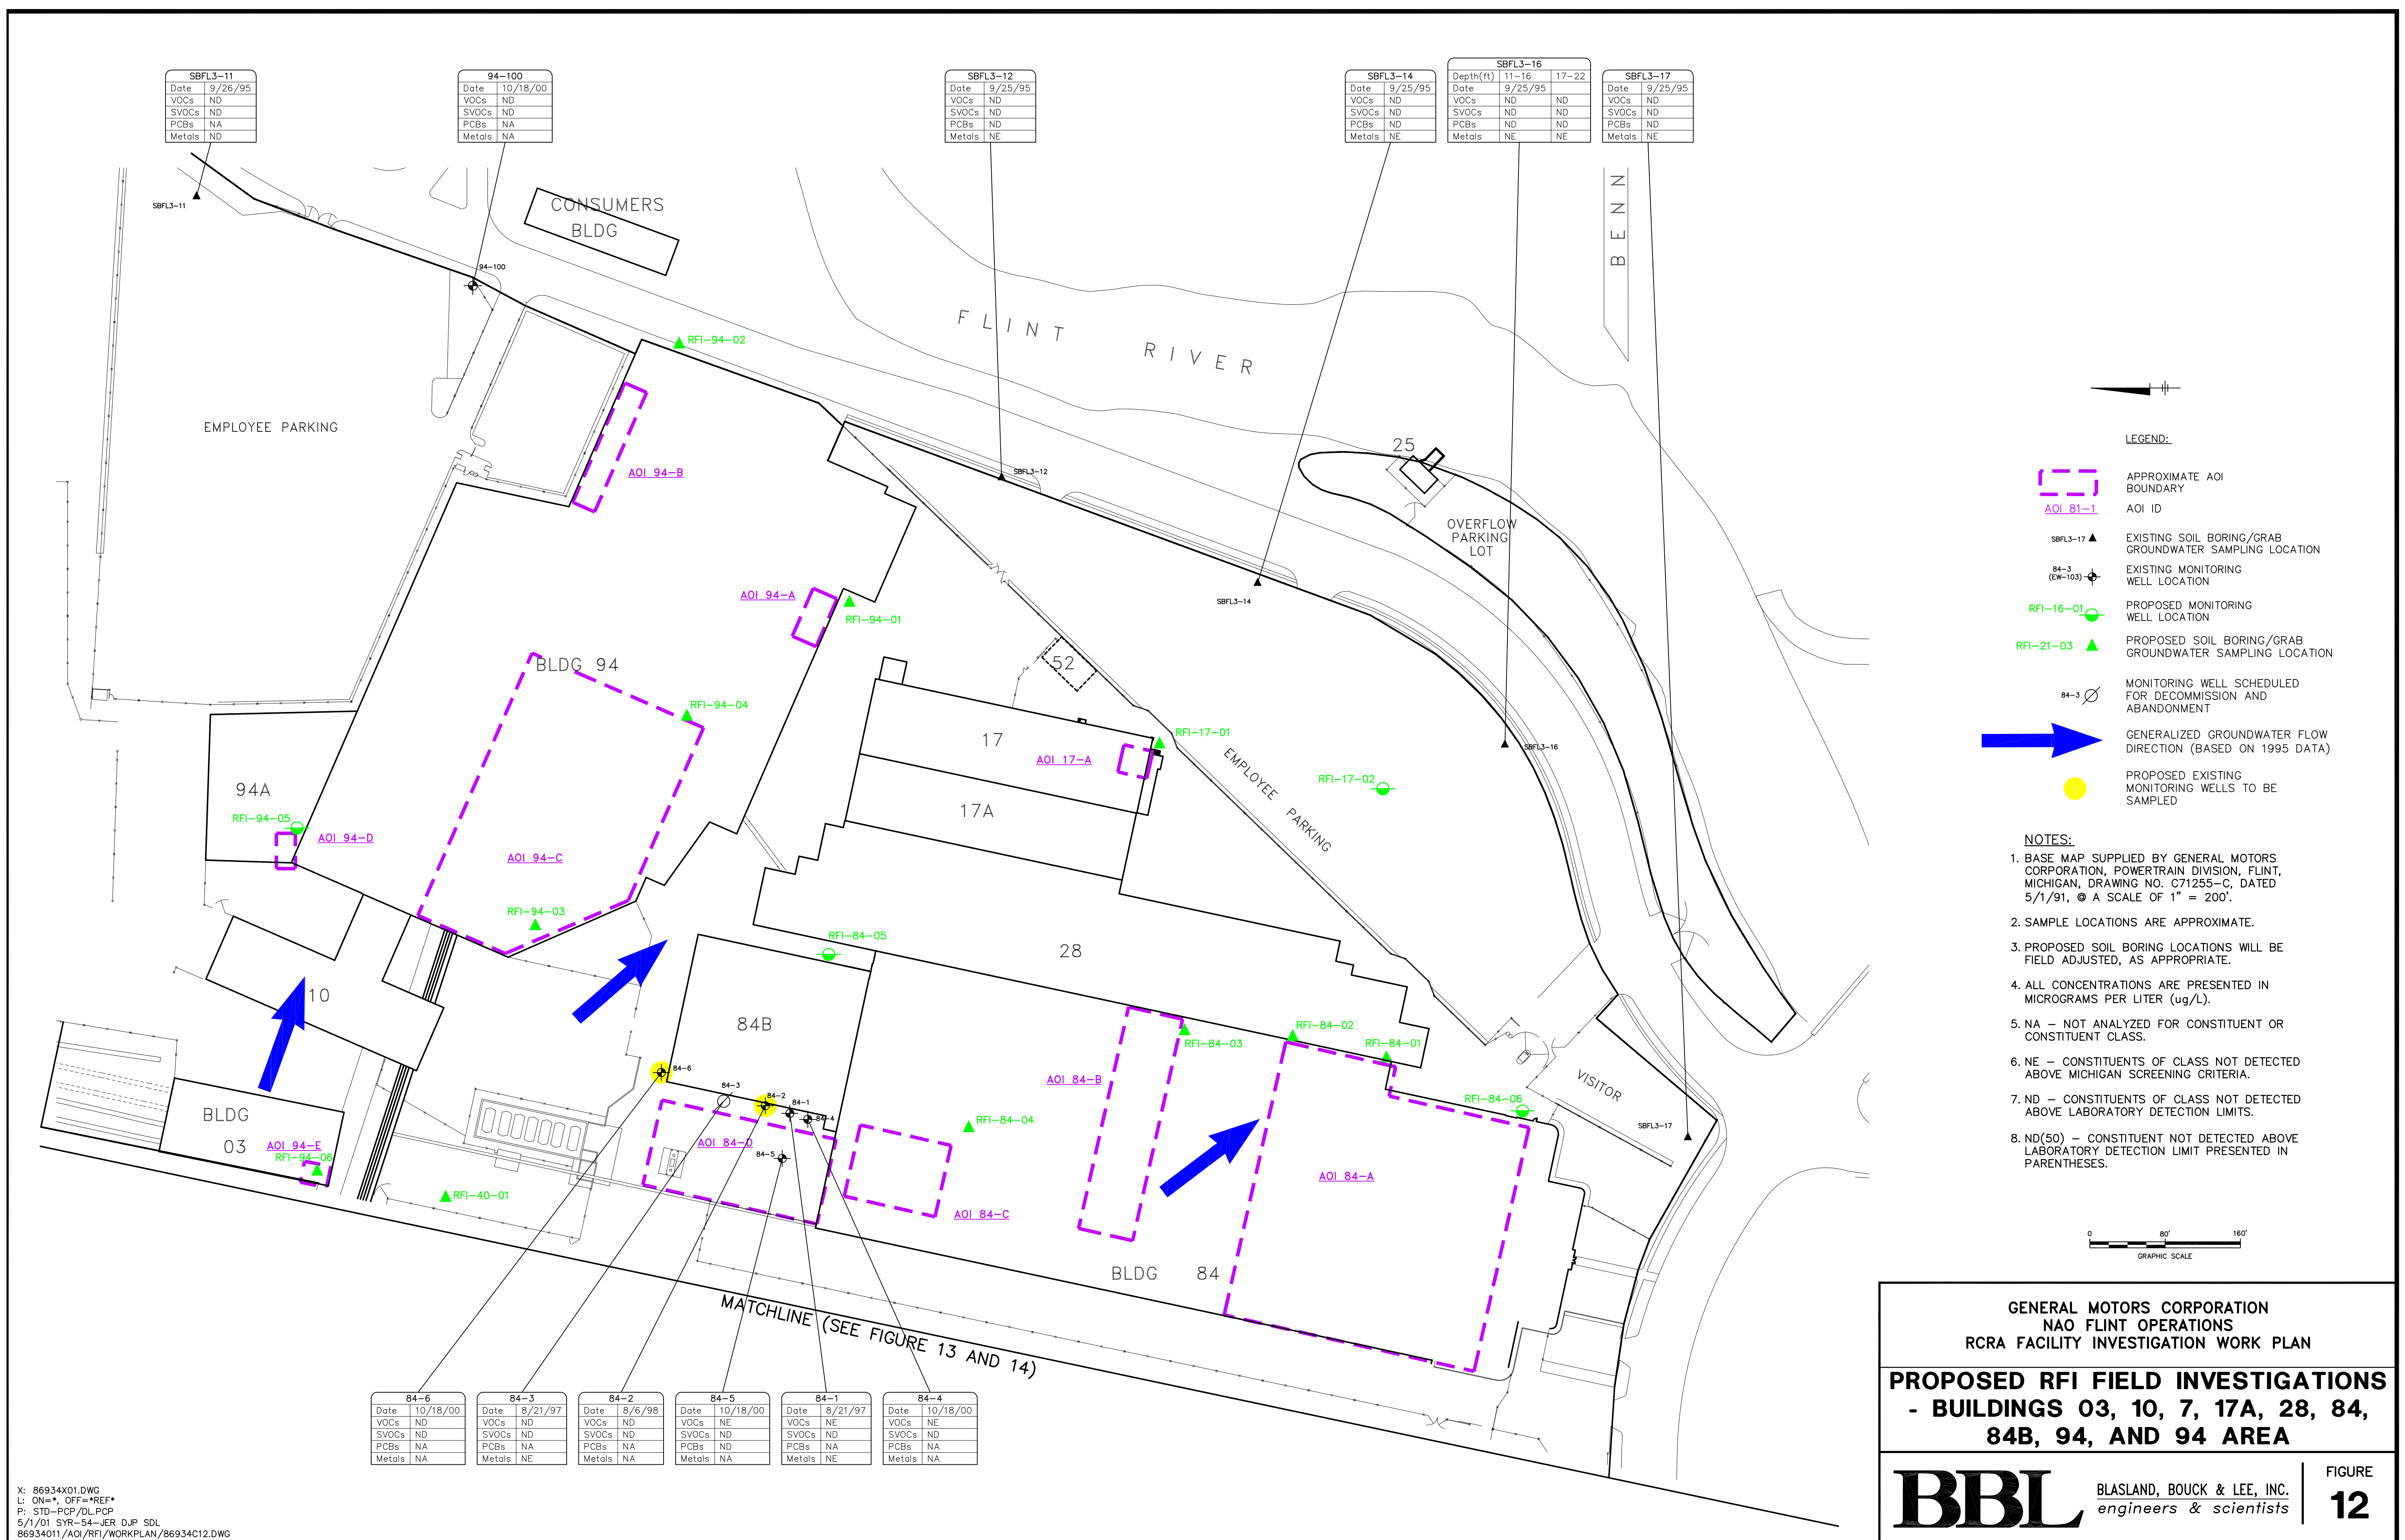 SBFL3-11
Date 9/26/95
VOCs ND
SVOCs ND
PCBs NA
Metals ND
94-100
Date 10/18/00
VOCs ND
SVOCs ND
PCBs NA
Metals NA
SBFL3-12
Date 9/25/95
VOCs ND
SVOCs ND
PCBs ND
Metals NE
SBFL3-14
Date 9/25/95
VOCs ND
SVOCs ND
PCBs ND
Metals NE
SBFL3-16
Depth(ft) 11-16 17-22
Date 9/25/95
VOCs ND ND
SVOCs ND ND
PCBs ND ND
Metals NE NE
SBFL3-17
Date 9/25/95
VOCs ND
SVOCs ND
PCBs ND
Metals NE
SBFL3-11
CONSUMERS
BLDG
BENN
94-100
FLINT RIVER
RFI-94-02
EMPLOYEE PARKING
AOI 94-B
SBFL3-12
25
OVERFLOW
PARKING
LOT
AOI 94-A
RFI-94-01
SBFL3-14
BLDG 94
52
RFI-94-04
17
RFI-17-01
AOI 17-A
SBFL3-16
RFI-17-02
EMPLOYEE PARKING
94A
17A
RFI-94-05
AOI 94-D
AOI 94-C
RFI-94-03
RFI-84-05
28
10
84B
RFI-84-02
RFI-84-03
RFI-84-01
84-6
84-3
84-2
84-1
84-4
AOI 84-B
VISITOR
RFI-84-06
BLDG
03
AOI 94-E
RFI-94-06
AOI 84-D
84-5
RFI-84-04
SBFL3-17
AOI 84-A
RFI-40-01
AOI 84-C
BLDG 84
MATCHLINE (SEE FIGURE 13 AND 14)
84-6
Date 10/18/00
VOCs ND
SVOCs ND
PCBs NA
Metals NA
84-3
Date 8/21/97
VOCs ND
SVOCs ND
PCBs NA
Metals NE
84-2
Date 8/6/98
VOCs ND
SVOCs ND
PCBs NA
Metals NA
84-5
Date 10/18/00
VOCs NE
SVOCs ND
PCBs ND
Metals NA
84-1
Date 8/21/97
VOCs NE
SVOCs ND
PCBs NA
Metals NE
84-4
Date 10/18/00
VOCs NE
SVOCs ND
PCBs NA
Metals NA
LEGEND:
APPROXIMATE AOI
BOUNDARY
AOI 81-1 AOI ID
SBFL3-17 EXISTING SOIL BORING/GRAB
GROUNDWATER SAMPLING LOCATION
84-3
(EW-103)
EXISTING MONITORING
WELL LOCATION
RFI-16-01 PROPOSED MONITORING
WELL LOCATION
RFI-21-03 PROPOSED SOIL BORING/GRAB
GROUNDWATER SAMPLING LOCATION
84-3 MONITORING WELL SCHEDULED
FOR DECOMMISSION AND
ABANDONMENT
GENERALIZED GROUNDWATER FLOW
DIRECTION (BASED ON 1995 DATA)
PROPOSED EXISTING
MONITORING WELLS TO BE
SAMPLED
NOTES:
1. BASE MAP SUPPLIED BY GENERAL MOTORS
CORPORATION, POWERTRAIN DIVISION, FLINT,
MICHIGAN, DRAWING NO. C71255-C, DATED
5/1/91, @ A SCALE OF 1" = 200'.
2. SAMPLE LOCATIONS ARE APPROXIMATE.
3. PROPOSED SOIL BORING LOCATIONS WILL BE
FIELD ADJUSTED, AS APPROPRIATE.
4. ALL CONCENTRATIONS ARE PRESENTED IN
MICROGRAMS PER LITER (ug/L).
5. NA - NOT ANALYZED FOR CONSTITUENT OR
CONSTITUENT CLASS.
6. NE - CONSTITUENTS OF CLASS NOT DETECTED
ABOVE MICHIGAN SCREENING CRITERIA.
7. ND - CONSTITUENTS OF CLASS NOT DETECTED
ABOVE LABORATORY DETECTION LIMITS.
8. ND(50) - CONSTITUENT NOT DETECTED ABOVE
LABORATORY DETECTION LIMIT PRESENTED IN
PARENTHESES.
0 80' 160'
GRAPHIC SCALE
GENERAL MOTORS CORPORATION
NAO FLINT OPERATIONS
RCRA FACILITY INVESTIGATION WORK PLAN
PROPOSED RFI FIELD INVESTIGATIONS
- BUILDINGS 03, 10, 7, 17A, 28, 84,
84B, 94, AND 94 AREA
BBL
BLASLAND, BOUCK & LEE, INC.
engineers & scientists
FIGURE
12
X: 86934X01.DWG
L: ON=*, OFF=*REF*
P: STD-PCP/DL.PCP
5/1/01 SYR-54-JER DJP SDL
86934011/AOI/RFI/WORKPLAN/86934C12.DWG